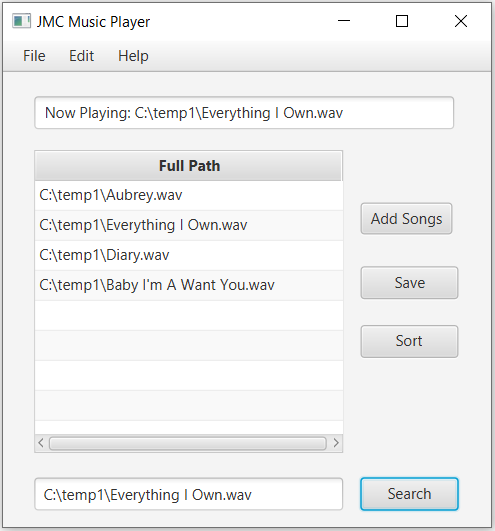 JMC Music Player
File Edit Help
Now Playing: C:\temp1\Everything I Own.wav
Full Path
C:\temp1\Aubrey.wav
C:\temp1\Everything I Own.wav
C:\temp1\Diary.wav
C:\temp1\Baby I'm A Want You.wav
Add Songs
Save
Sort
C:\temp1\Everything I Own.wav
Search